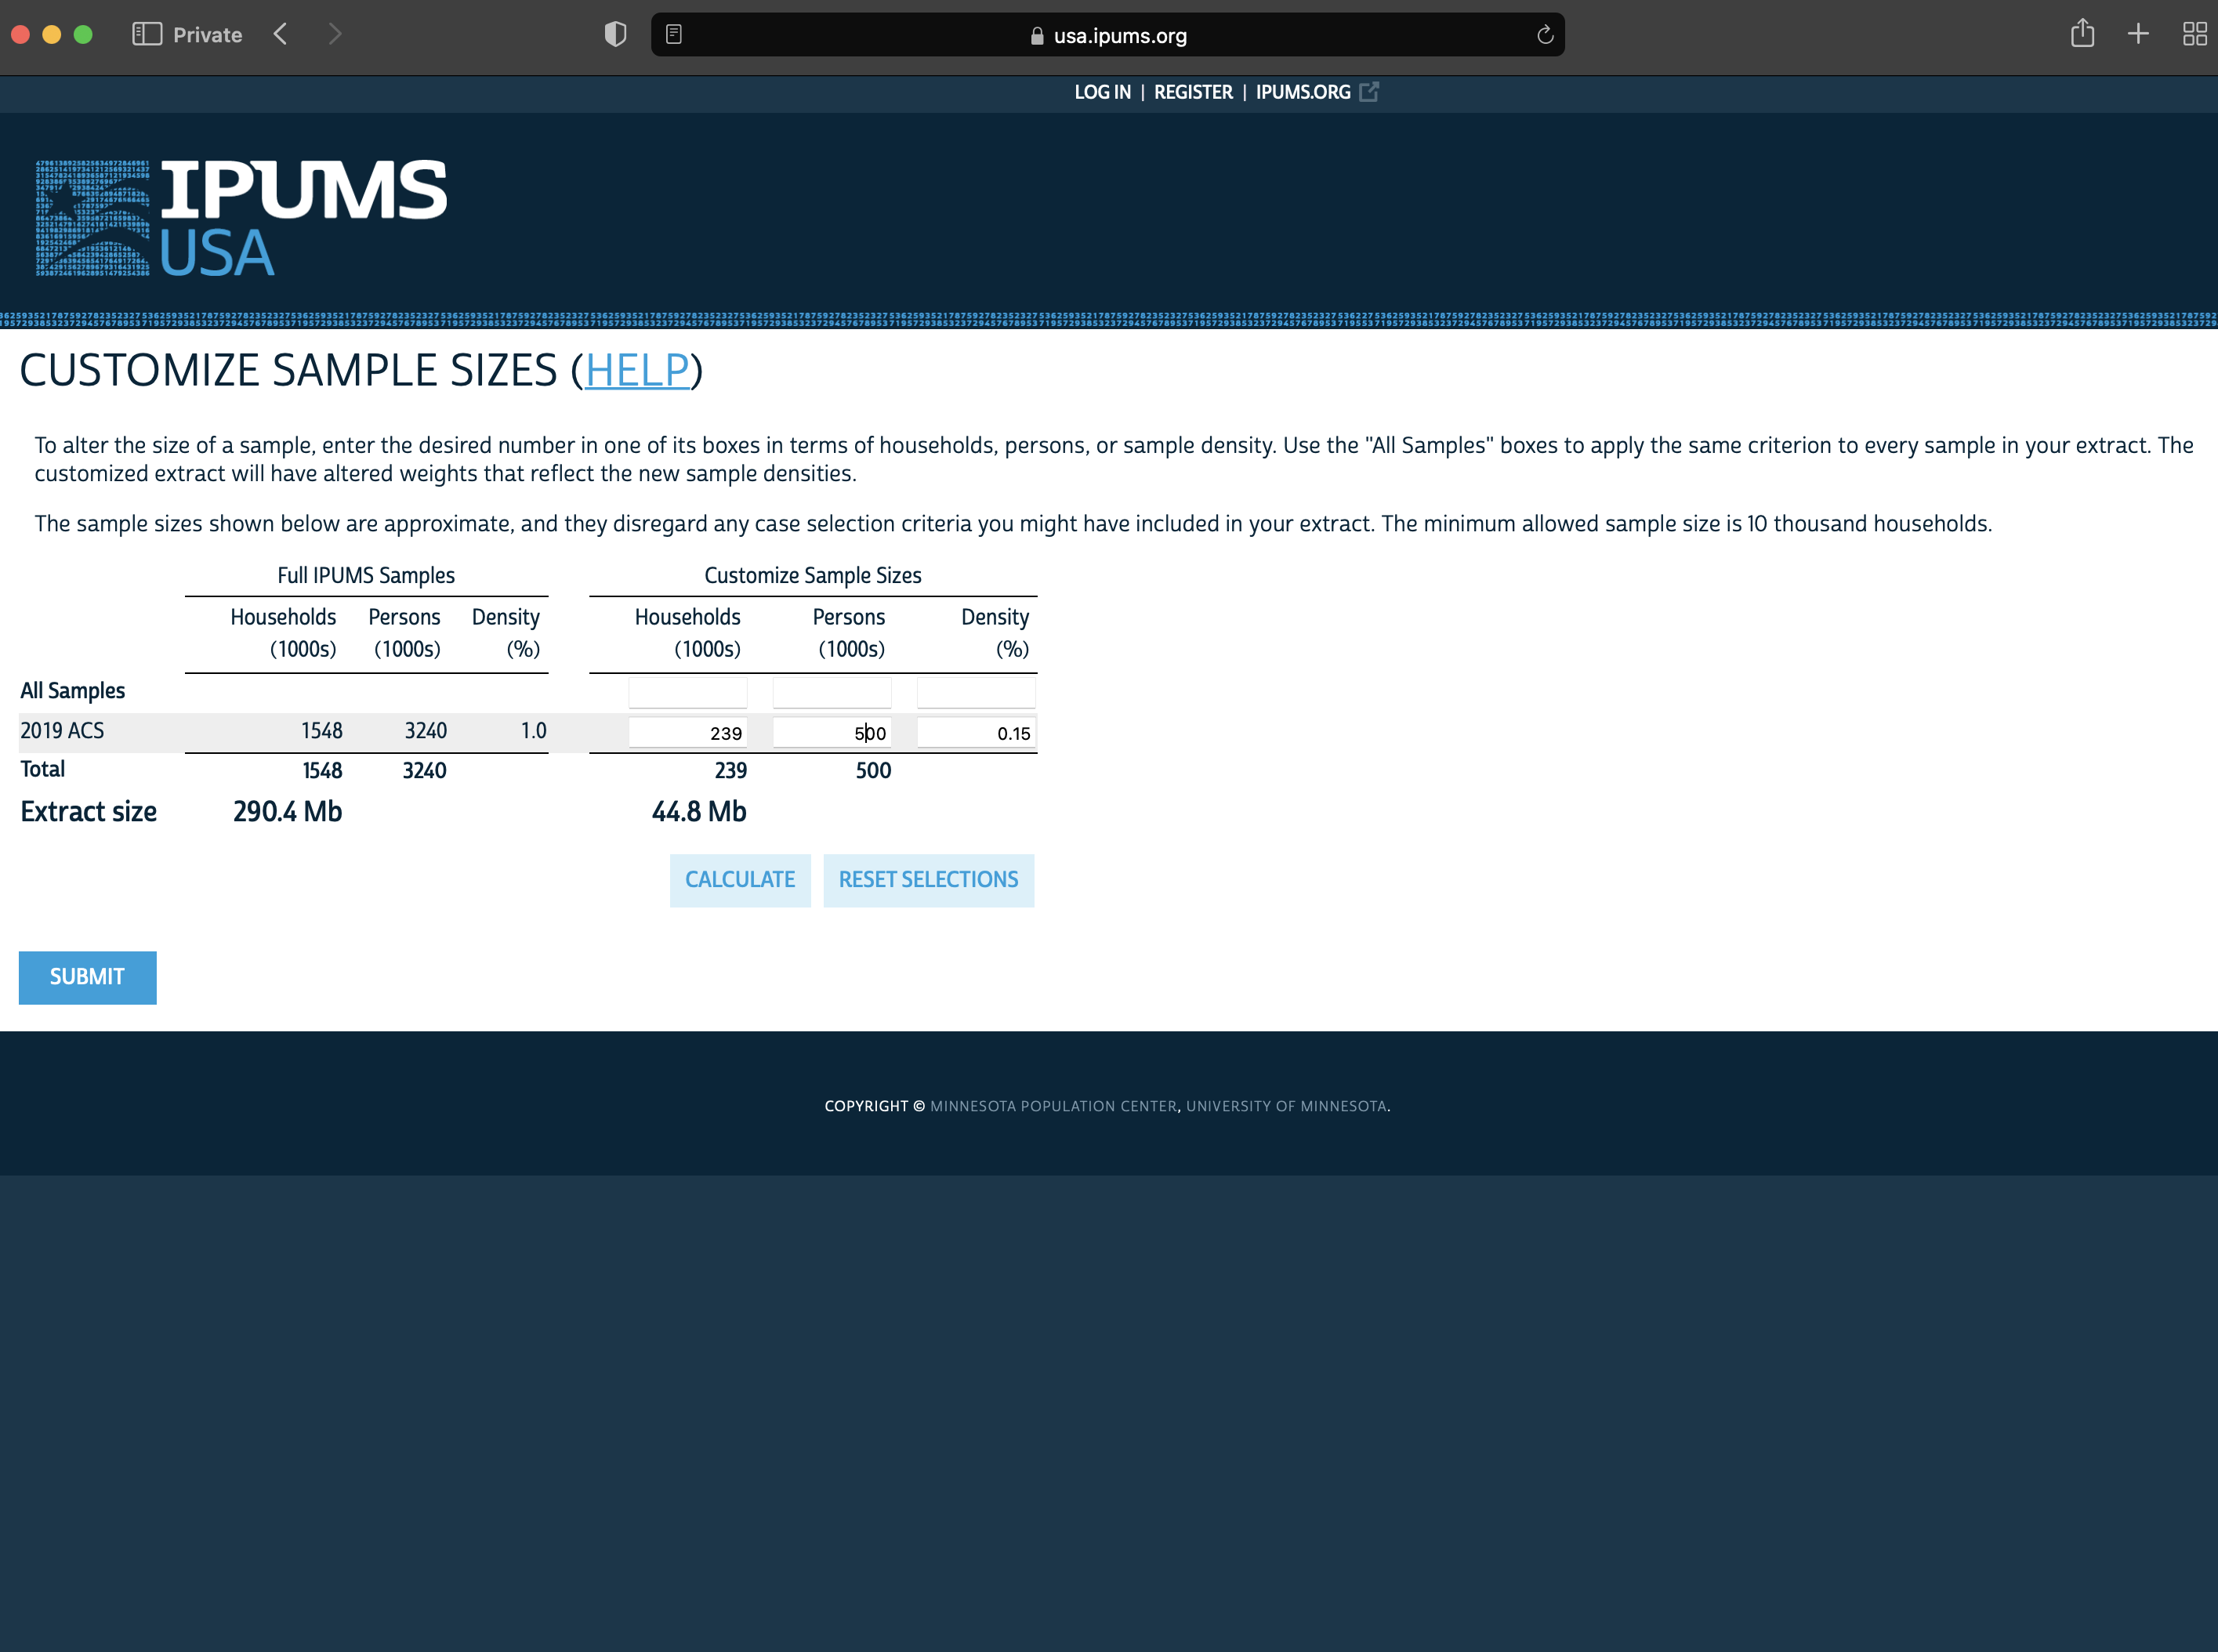 Private
usa.ipums.org
LOG IN | REGISTER | IPUMS.ORG
IPUMS
USA
CUSTOMIZE SAMPLE SIZES (HELP)
To alter the size of a sample, enter the desired number in one of its boxes in terms of households, persons, or sample density. Use the "All Samples" boxes to apply the same criterion to every sample in your extract. The
customized extract will have altered weights that reflect the new sample densities.
The sample sizes shown below are approximate, and they disregard any case selection criteria you might have included in your extract. The minimum allowed sample size is 10 thousand households.
Full IPUMS Samples Customize Sample Sizes
Households Persons Density Households Persons Density
(1000s) (1000s) (%) (1000s) (1000s) (%)
All Samples
2019 ACS 1548 3240 1.0 239 500 0.15
Total 1548 3240 239 500
Extract size 290.4 Mb 44.8 Mb
CALCULATE RESET SELECTIONS
SUBMIT
COPYRIGHT © MINNESOTA POPULATION CENTER, UNIVERSITY OF MINNESOTA.